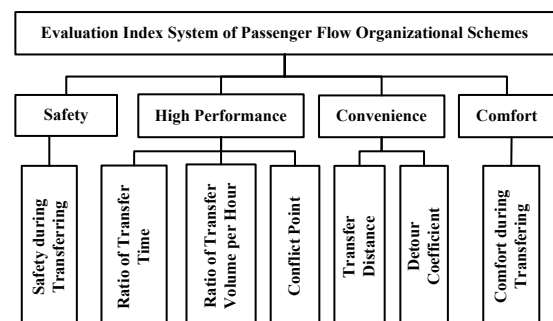 Evaluation Index System of Passenger Flow Organizational Schemes
Safety
High Performance
Convenience
Comfort
Safety during
Transferring
Ratio of Transfer
Time
Ratio of Transfer
Volume per Hour
Conflict Point
Transfer
Distance
Detour
Coefficient
Comfort during
Transfering